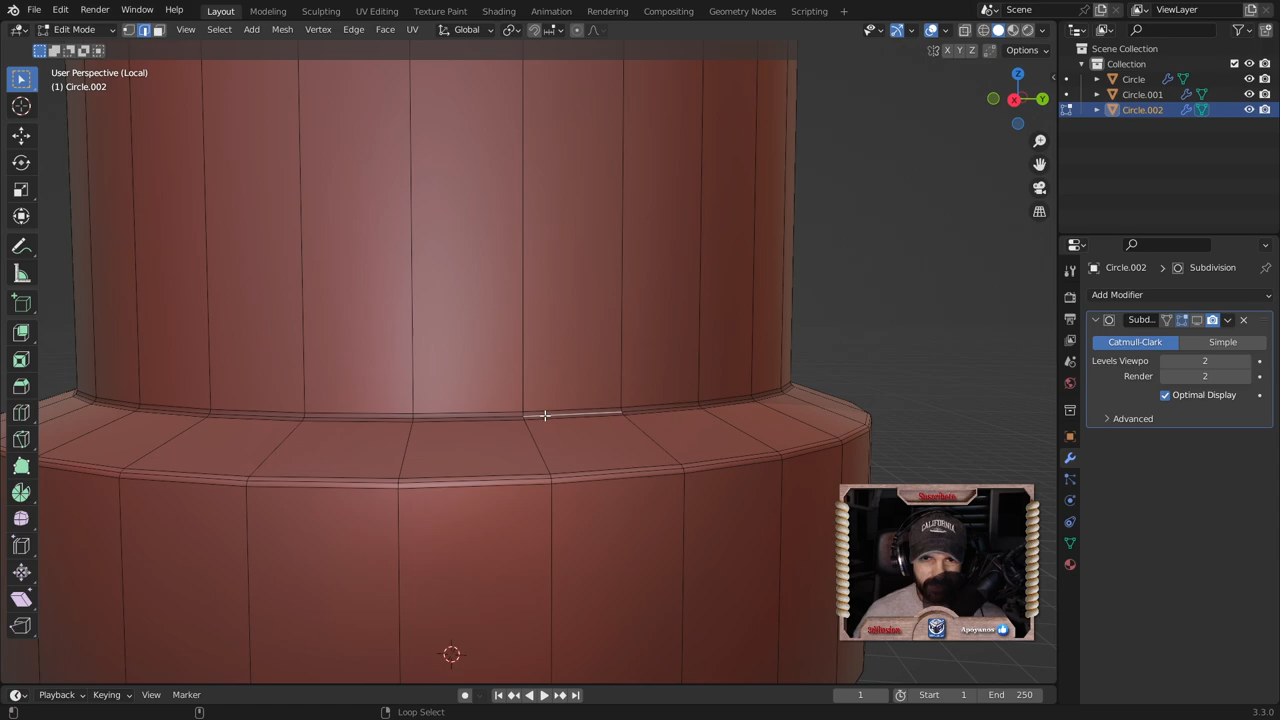 File Edit Render Window Help Layout Modeling Sculpting UV Editing Texture Paint Shading Animation Rendering Compositing Geometry Nodes Scripting + Scene ViewLayer
Edit Mode View Select Add Mesh Vertex Edge Face UV Global
X Y Z Options
User Perspective (Local)
(1) Circle.002
Z
X Y
Scene Collection
Collection
Circle
Circle.001
Circle.002
Circle.002 Subdivision
Add Modifier
Subd...
Catmull-Clark Simple
Levels Viewpo 2
Render 2
Optimal Display
Advanced
CALIFORNIA
Apoyanos
Playback Keying View Marker 1 Start 1 End 250
Loop Select 3.3.0